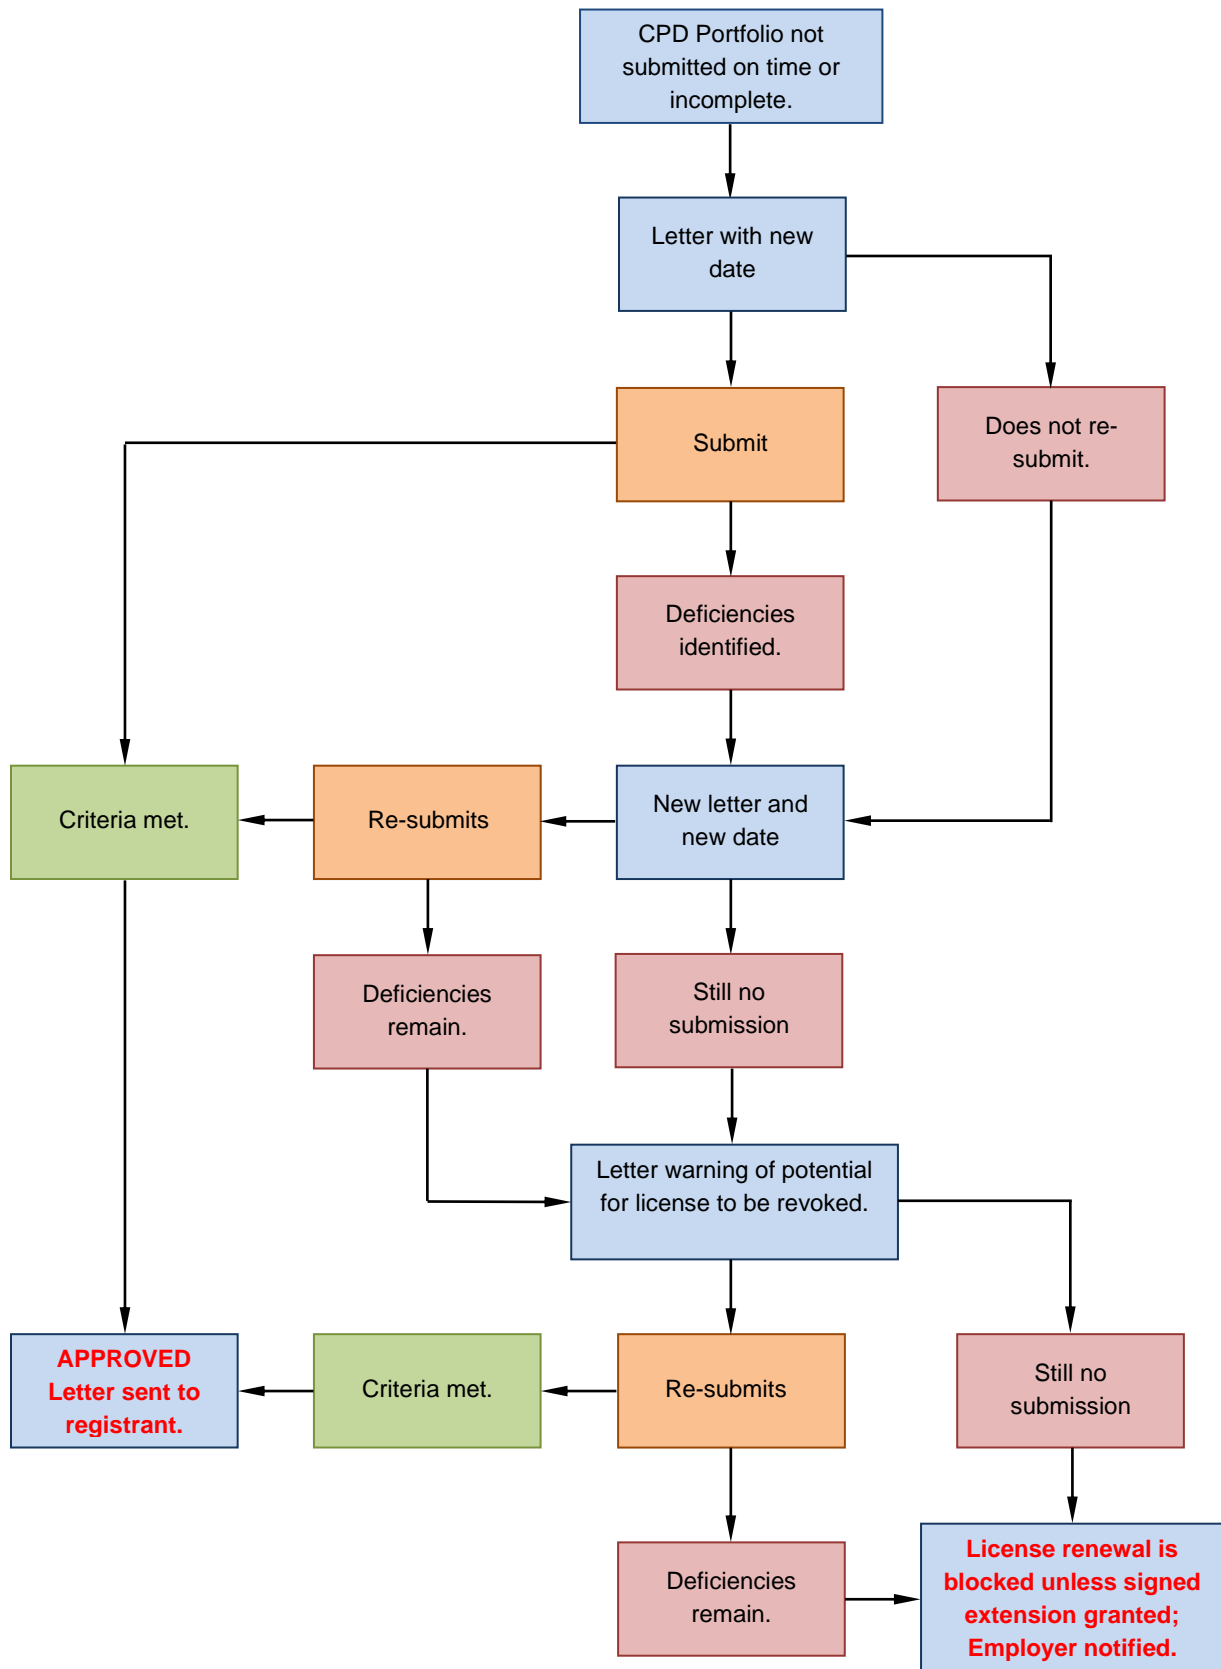 CPD Portfolio not
submitted on time or
incomplete.
Letter with new
date
Submit
Does not re-
submit.
Deficiencies
identified.
Criteria met.
Re-submits
New letter and
new date
Deficiencies
remain.
Still no
submission
Letter warning of potential
for license to be revoked.
APPROVED
Letter sent to
registrant.
Criteria met.
Re-submits
Still no
submission
Deficiencies
remain.
License renewal is
blocked unless signed
extension granted;
Employer notified.